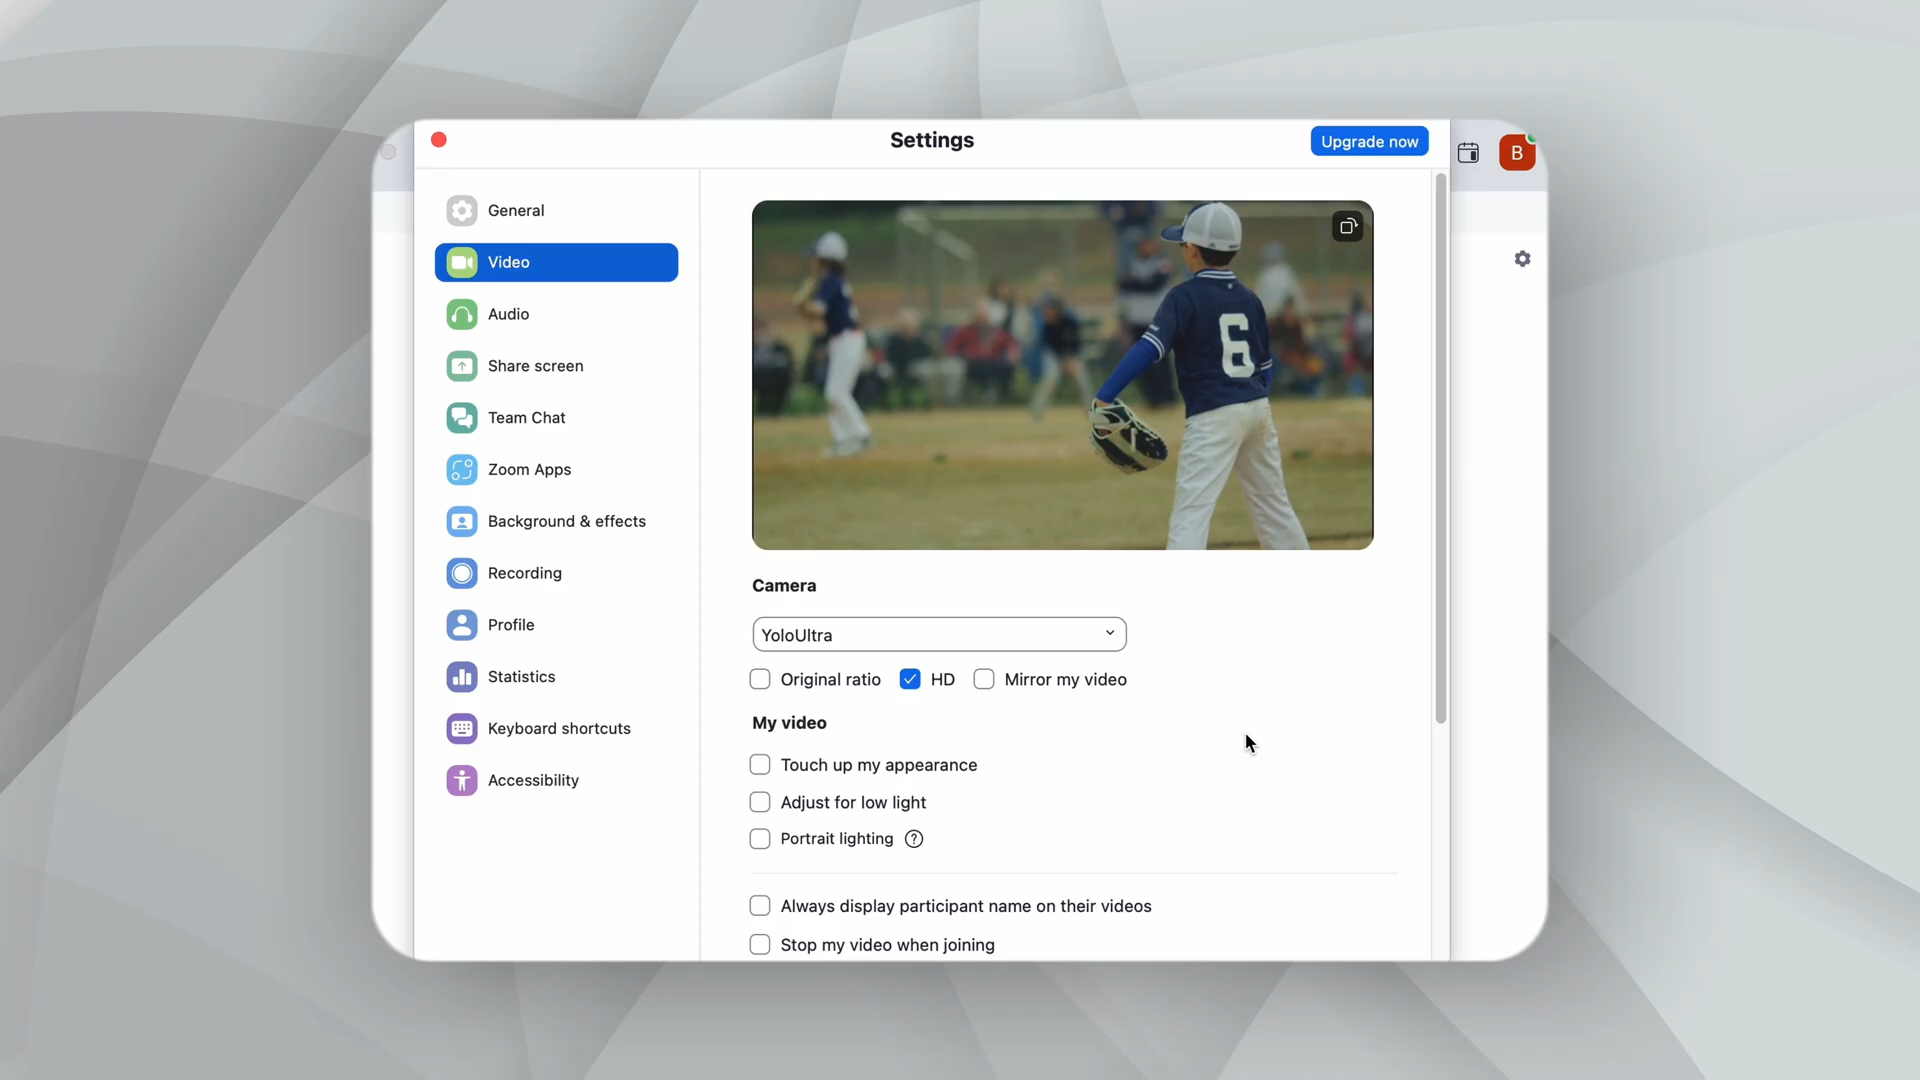 Settings
Upgrade now
B
General
Video
Audio
Share screen
Team Chat
Zoom Apps
Background & effects
Recording
Profile
Statistics
Keyboard shortcuts
Accessibility
6
Camera
YoloUltra
Original ratio
HD
Mirror my video
My video
Touch up my appearance
Adjust for low light
Portrait lighting ?
Always display participant name on their videos
Stop my video when joining